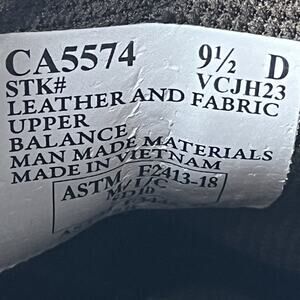 CA5574 9½ D
STK# VCJH23
LEATHER AND FABRIC
UPPER
BALANCE
MAN MADE MATERIALS
MADE IN VIETNAM
ASTM F2413-18
M/I/C